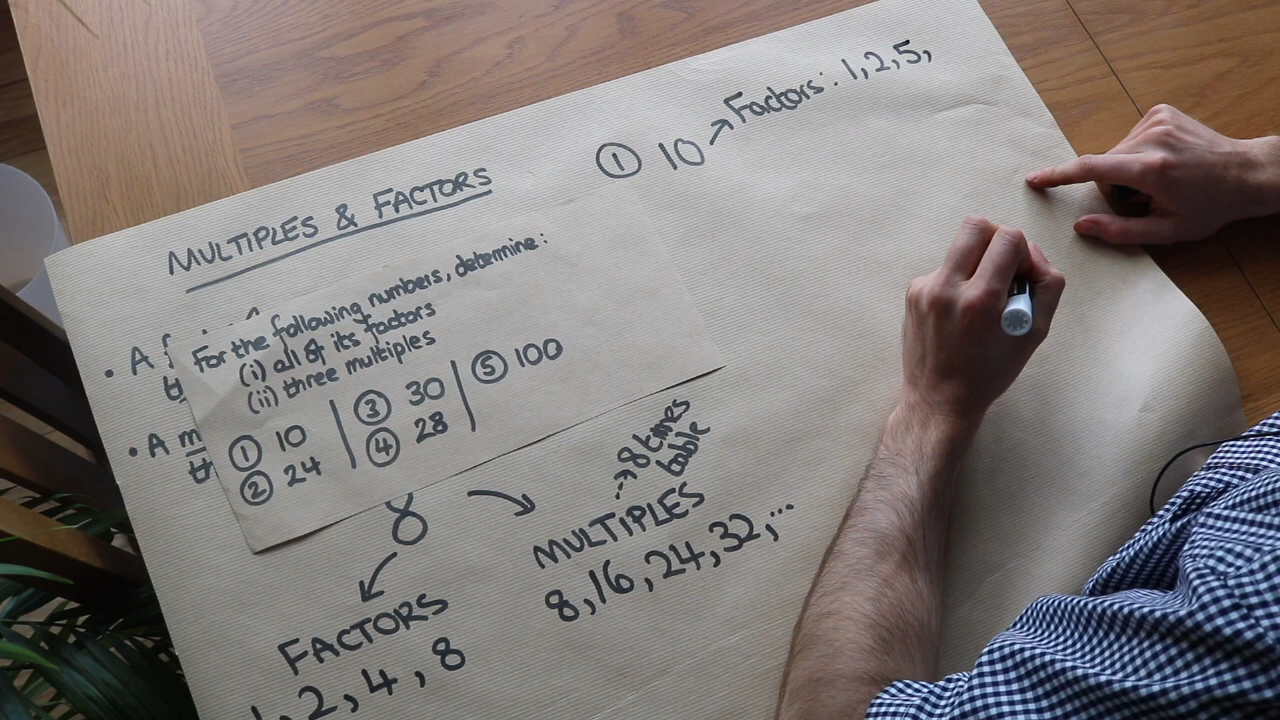 MULTIPLES & FACTORS
① 10 → Factors: 1, 2, 5,
For the following numbers, determine:
(i) all of its factors
(ii) three multiples
① 10
② 24
③ 30
④ 28
⑤ 100
• A
• A
8
→ 8 times
table
MULTIPLES
8, 16, 24, 32, ...
FACTORS
1, 2, 4, 8